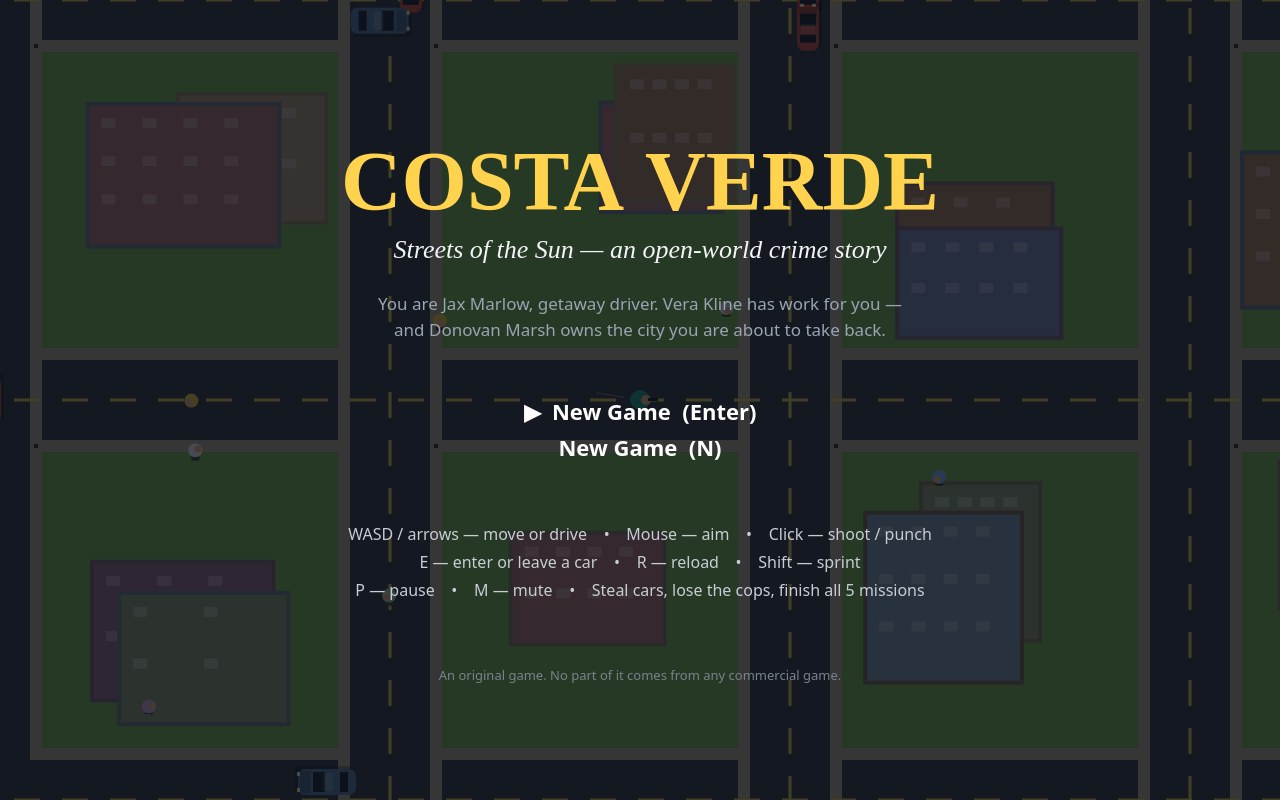 COSTA VERDE
Streets of the Sun — an open-world crime story
You are Jax Marlow, getaway driver. Vera Kline has work for you —
and Donovan Marsh owns the city you are about to take back.
▶ New Game (Enter)
New Game (N)
WASD / arrows — move or drive • Mouse — aim • Click — shoot / punch
E — enter or leave a car • R — reload • Shift — sprint
P — pause • M — mute • Steal cars, lose the cops, finish all 5 missions
An original game. No part of it comes from any commercial game.